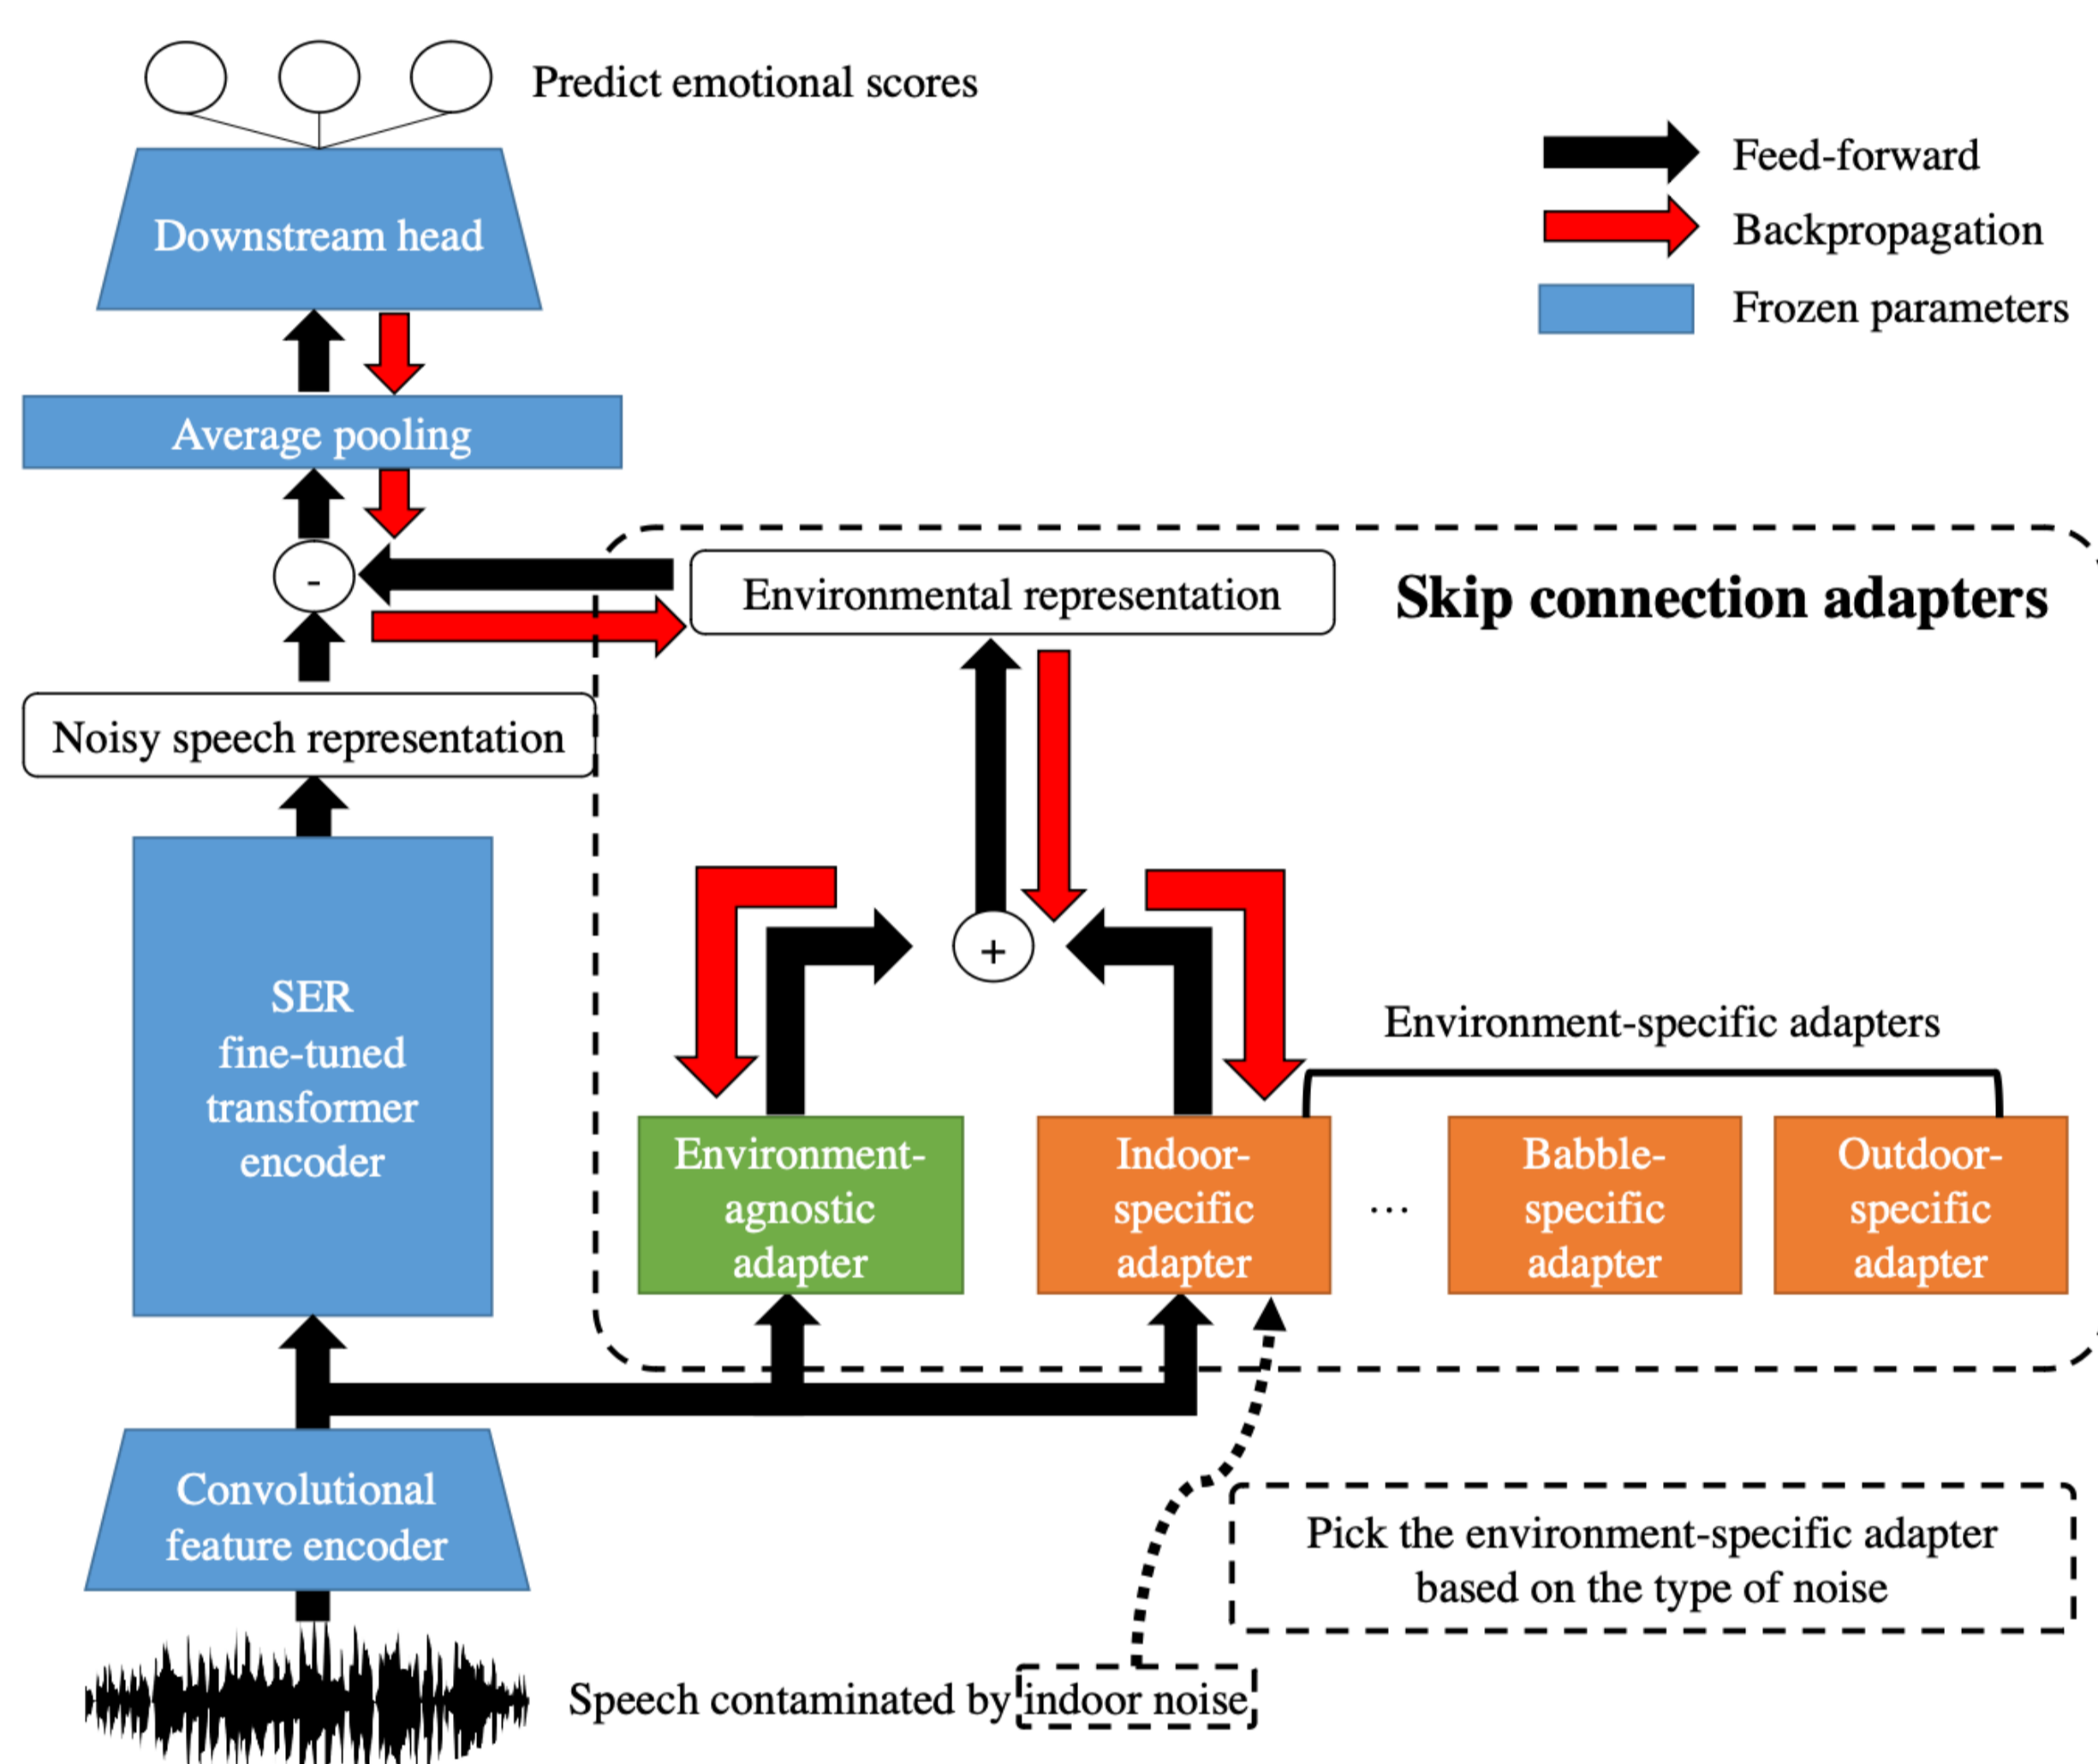 Predict emotional scores
Feed-forward
Backpropagation
Frozen parameters
Downstream head
Average pooling
-
Environmental representation
Skip connection adapters
Noisy speech representation
SER
fine-tuned
transformer
encoder
+
Environment-specific adapters
Environment-
agnostic
adapter
Indoor-
specific
adapter
...
Babble-
specific
adapter
Outdoor-
specific
adapter
Convolutional
feature encoder
Pick the environment-specific adapter
based on the type of noise
Speech contaminated by indoor noise